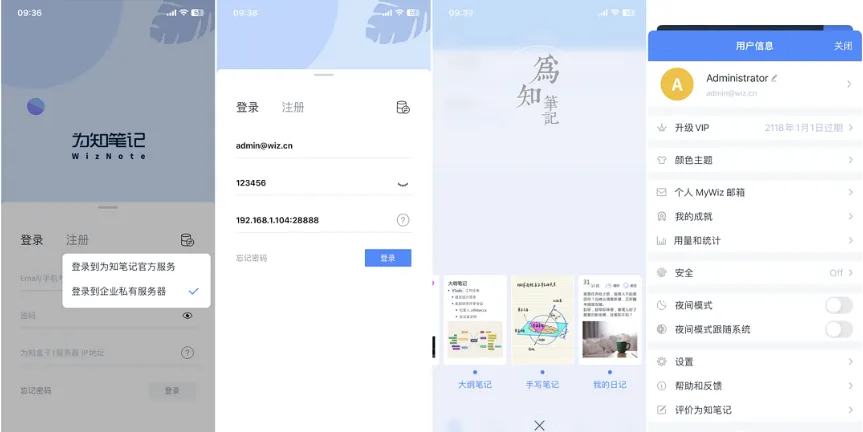 09:36
5G
为知笔记
WizNote
登录
注册
登录到为知笔记官方服务
登录到企业私有服务器
Email/手机
密码
为知盒子(服务器 IP地址
忘记密码
登录
09:38
5G
登录
注册
admin@wiz.cn
123456
192.168.1.104:28888
忘记密码
登录
09:39
5G
為知
筆記
大纲笔记
手写笔记
我的日记
用户信息
关闭
A
Administrator
admin@wiz.cn
升级 VIP
2118 年1月1日过期
颜色主题
个人 MyWiz 邮箱
我的成就
用量和统计
安全
Off
夜间模式
夜间模式跟随系统
设置
帮助和反馈
评价为知笔记